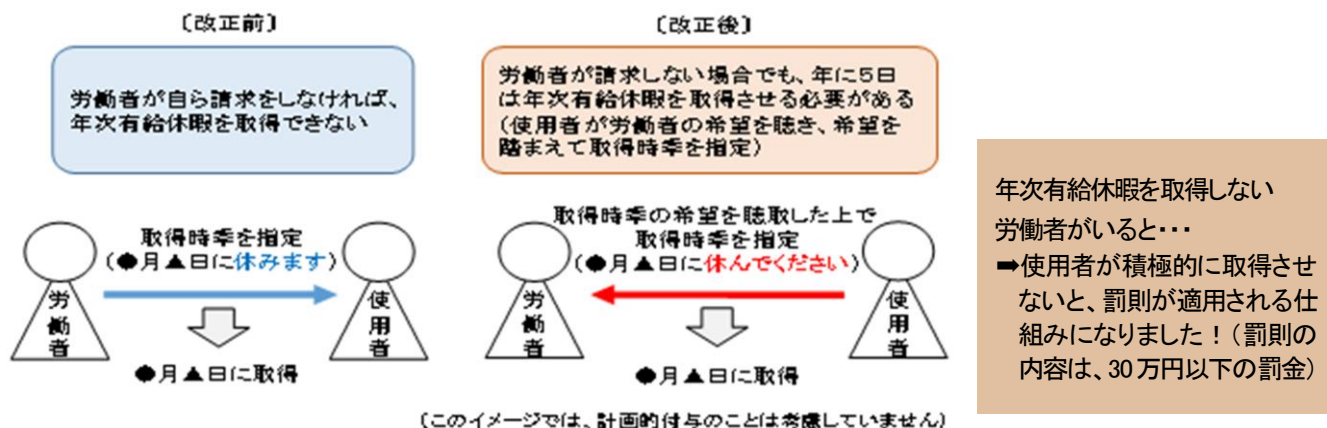 〔改正前〕
労働者が自ら請求をしなければ、
年次有給休暇を取得できない
取得時季を指定
(●月▲日に休みます)
労働者
使用者
●月▲日に取得
〔改正後〕
労働者が請求しない場合でも、年に5日
は年次有給休暇を取得させる必要がある
(使用者が労働者の希望を聴き、希望を
踏まえて取得時季を指定)
取得時季の希望を聴取した上で
取得時季を指定
(●月▲日に休んでください)
労働者
使用者
●月▲日に取得
(このイメージでは、計画的付与のことは考慮していません)
年次有給休暇を取得しない
労働者がいると・・・
➡使用者が積極的に取得させ
ないと、罰則が適用される仕
組みになりました！(罰則の
内容は、30万円以下の罰金)